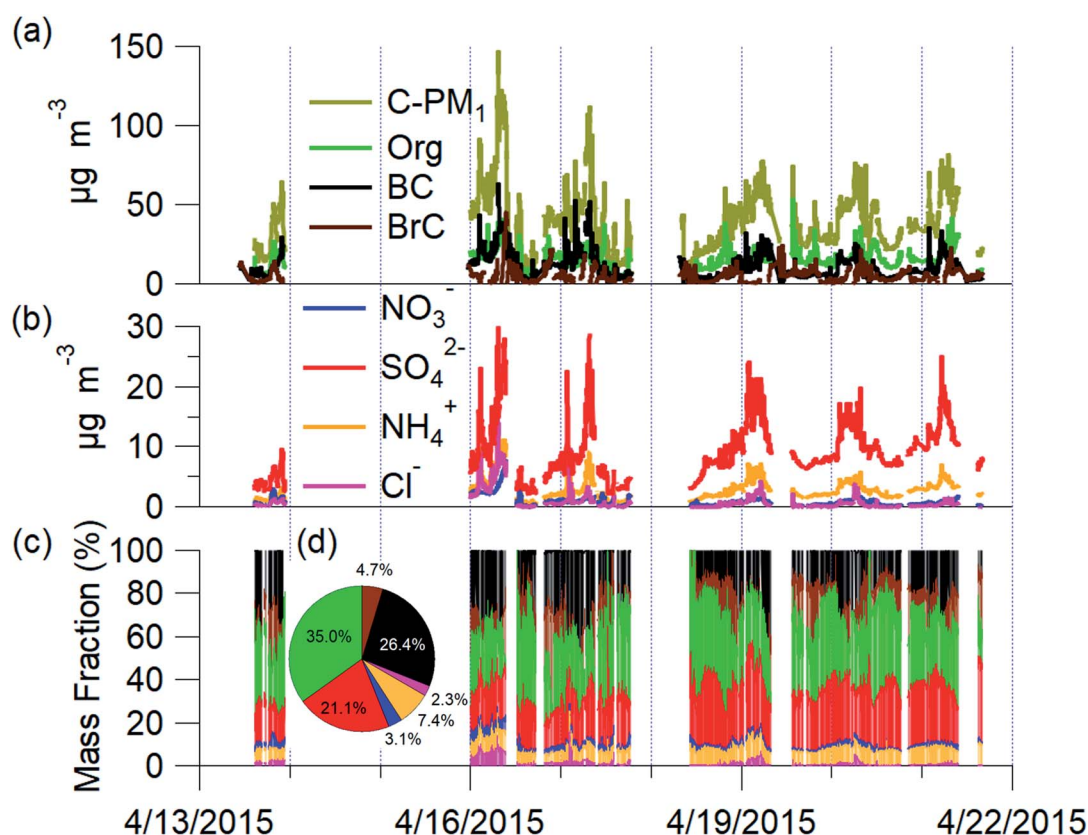 (a)
150
100
50
0
µg m⁻³
C-PM₁
Org
BC
BrC
(b)
30
20
10
0
µg m⁻³
NO₃⁻
SO₄²⁻
NH₄⁺
Cl⁻
(c)
(d)
100
80
60
40
20
0
Mass Fraction (%)
4.7%
35.0%
26.4%
2.3%
21.1%
7.4%
3.1%
4/13/2015
4/16/2015
4/19/2015
4/22/2015